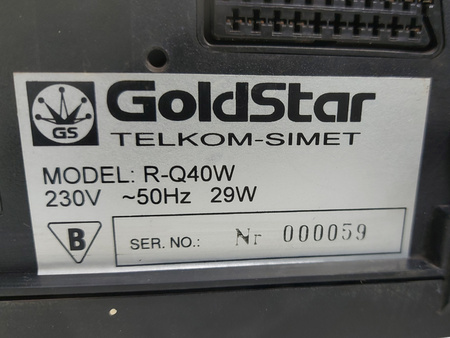 GoldStar
GS
TELKOM-SIMET
MODEL: R-Q40W
230V ~50Hz 29W
B
SER. NO.: Nr 000059